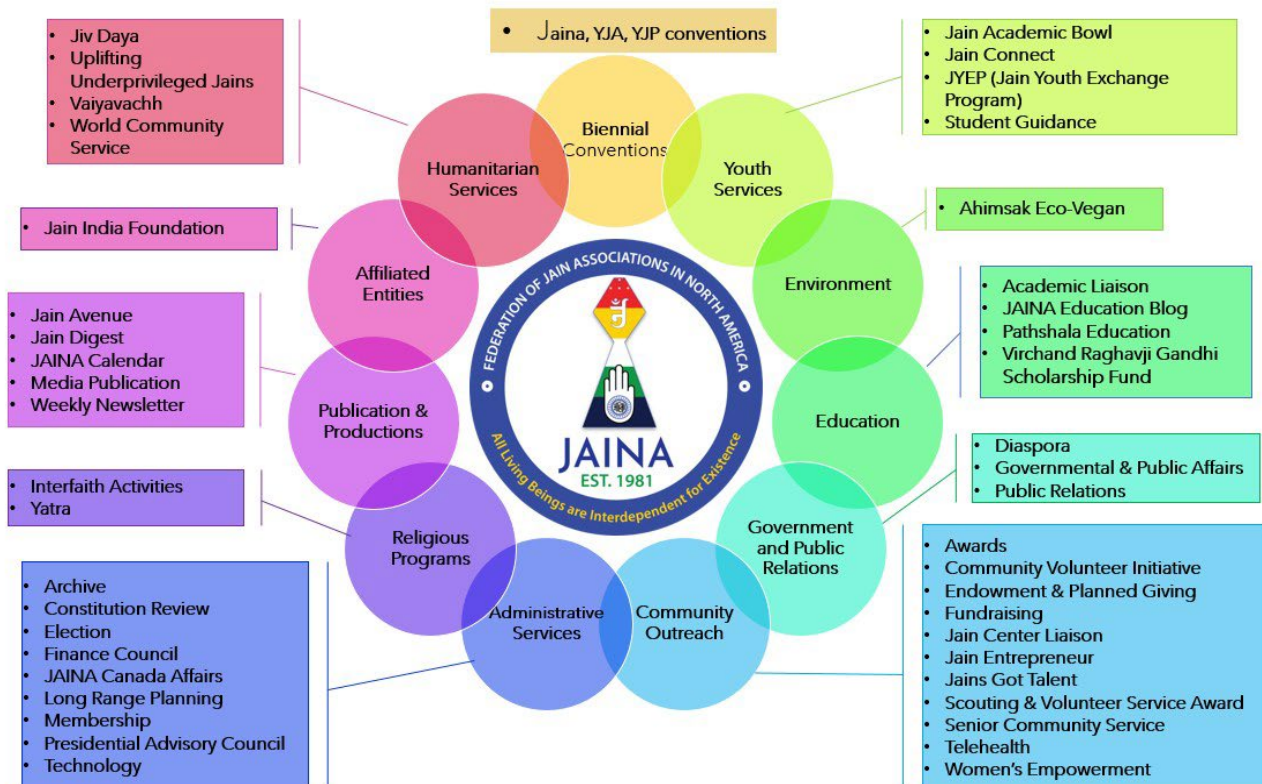 • Jaina, YJA, YJP conventions
• Jiv Daya
• Uplifting
Underprivileged Jains
• Vaiyavachh
• World Community
Service
• Jain Academic Bowl
• Jain Connect
• JYEP (Jain Youth Exchange
Program)
• Student Guidance
Biennial
Conventions
Humanitarian
Services
Youth
Services
• Jain India Foundation
• Ahimsak Eco-Vegan
Affiliated
Entities
Environment
• Jain Avenue
• Jain Digest
• JAINA Calendar
• Media Publication
• Weekly Newsletter
• Academic Liaison
• JAINA Education Blog
• Pathshala Education
• Virchand Raghavji Gandhi
Scholarship Fund
FEDERATION OF JAIN ASSOCIATIONS IN NORTH AMERICA
JAINA
EST. 1981
All Living Beings are Interdependent for Existence
Publication &
Productions
Education
• Interfaith Activities
• Yatra
• Diaspora
• Governmental & Public Affairs
• Public Relations
Religious
Programs
Government
and Public
Relations
Administrative
Services
Community
Outreach
• Archive
• Constitution Review
• Election
• Finance Council
• JAINA Canada Affairs
• Long Range Planning
• Membership
• Presidential Advisory Council
• Technology
• Awards
• Community Volunteer Initiative
• Endowment & Planned Giving
• Fundraising
• Jain Center Liaison
• Jain Entrepreneur
• Jains Got Talent
• Scouting & Volunteer Service Award
• Senior Community Service
• Telehealth
• Women's Empowerment